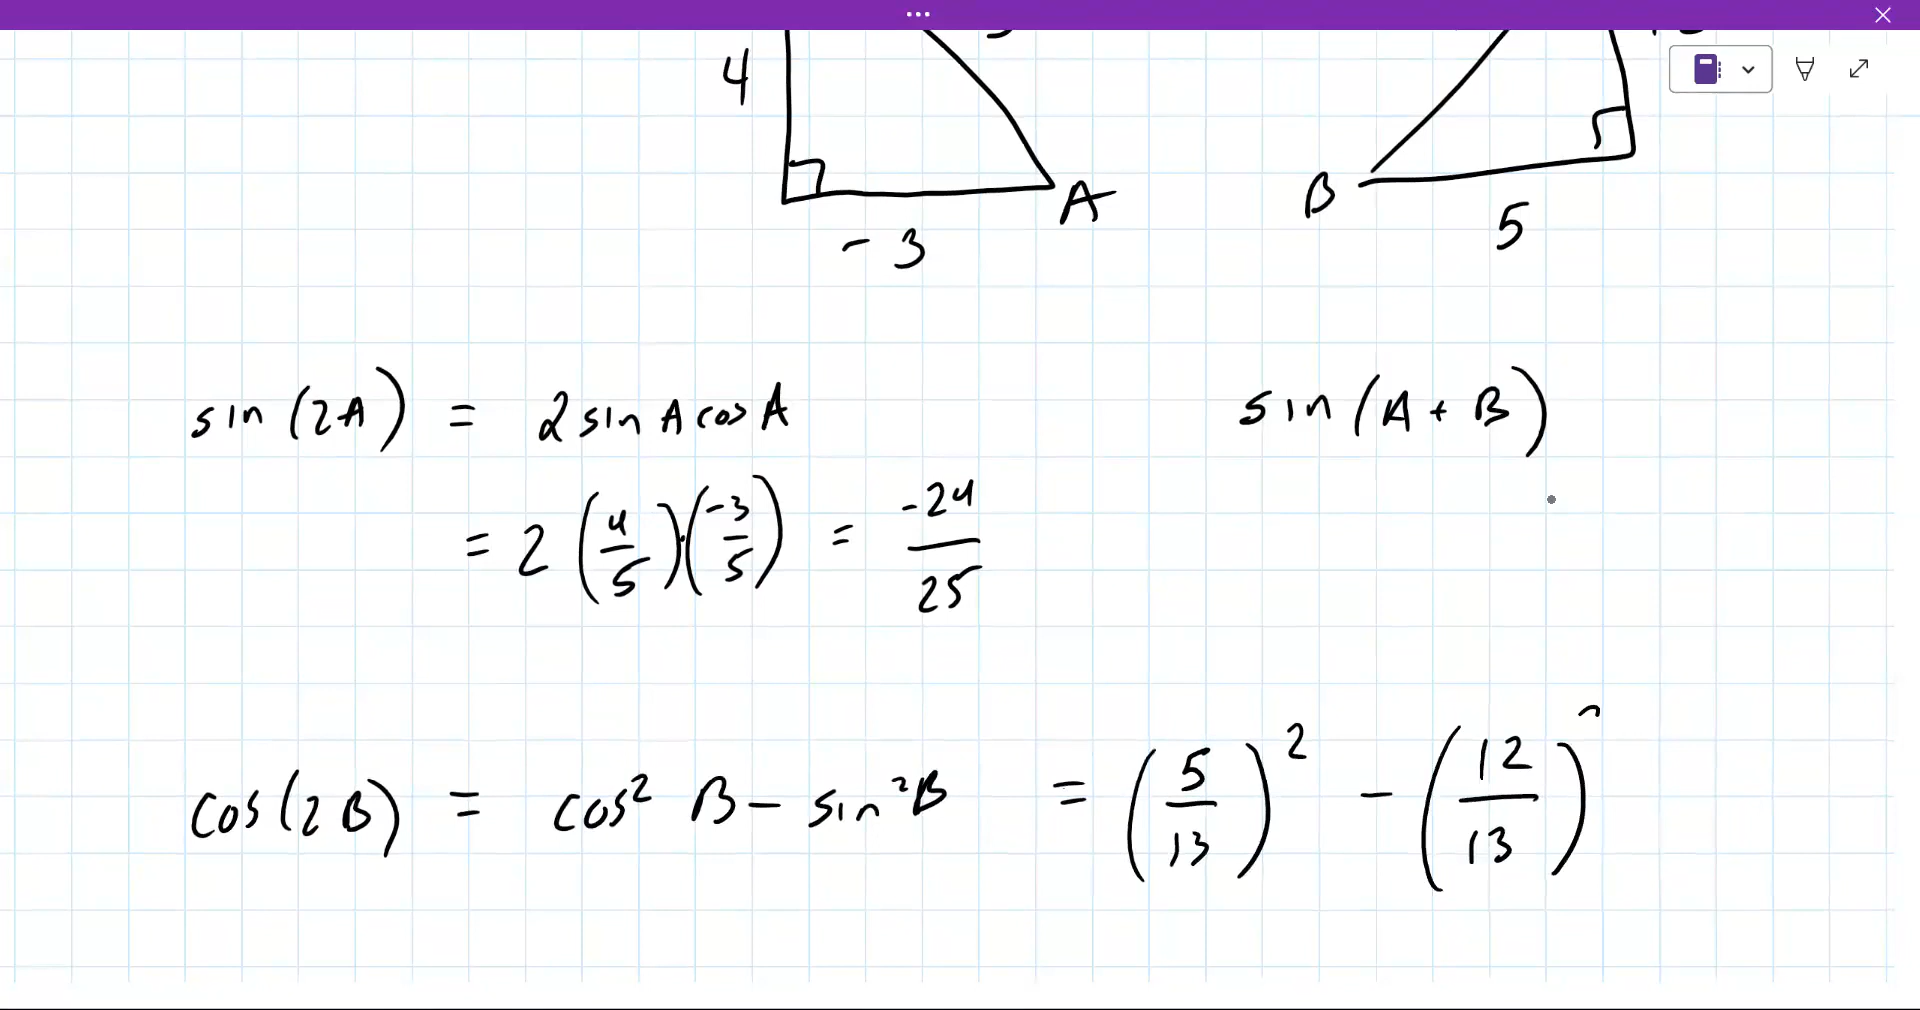 4
A
-3
B
5
sin (2A) = 2 sin A cos A
= 2 (4/5)·(-3/5) = -24/25
sin (A + B)
cos (2B) = cos² B - sin² B = (5/13)² - (12/13)